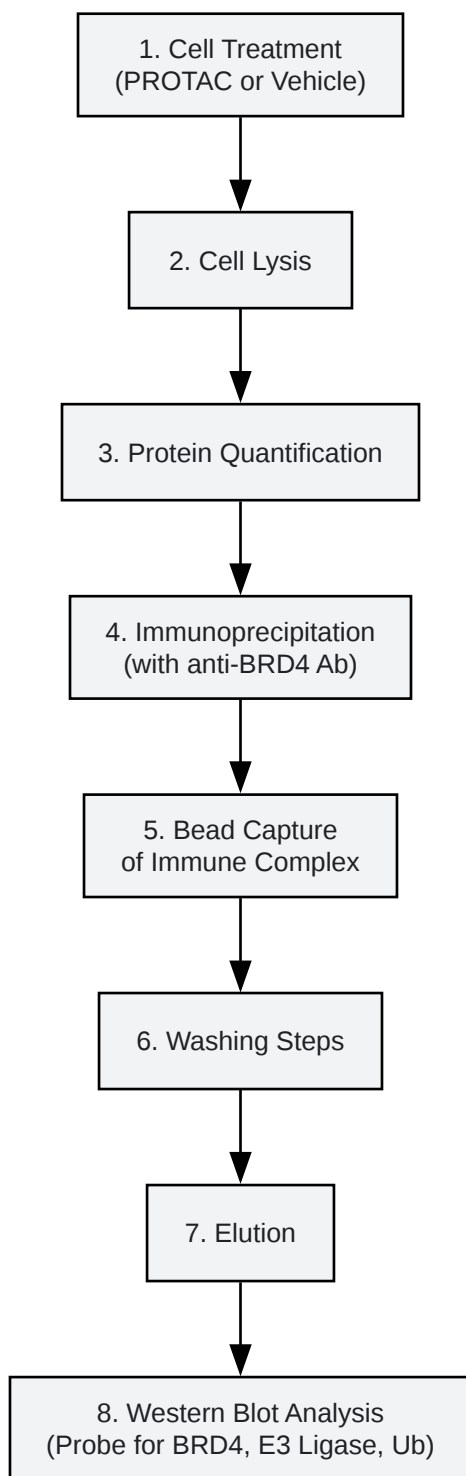 1. Cell Treatment
(PROTAC or Vehicle)
2. Cell Lysis
3. Protein Quantification
4. Immunoprecipitation
(with anti-BRD4 Ab)
5. Bead Capture
of Immune Complex
6. Washing Steps
7. Elution
8. Western Blot Analysis
(Probe for BRD4, E3 Ligase, Ub)